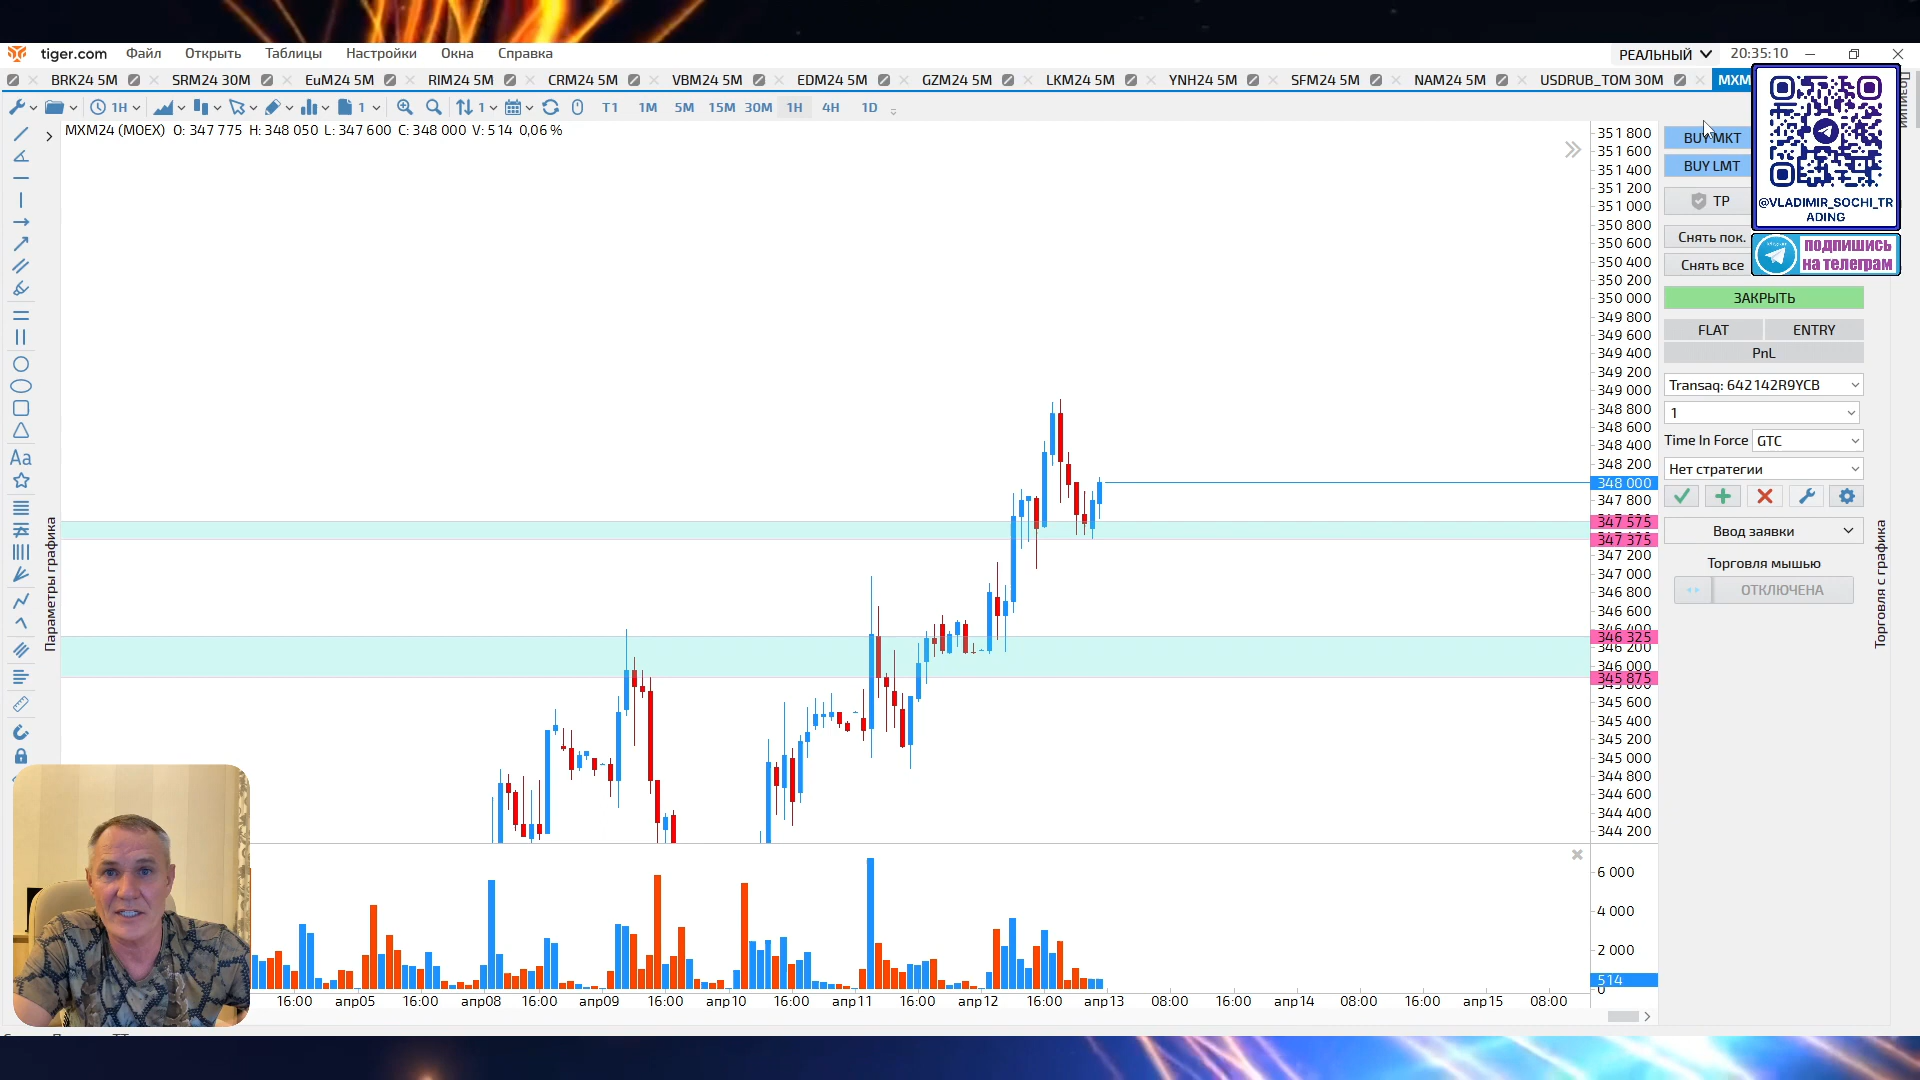 tiger.com Файл Открыть Таблицы Настройки Окна Справка РЕАЛЬНЫЙ 20:35:10
BRK24 5M SRM24 30M EuM24 5M RIM24 5M CRM24 5M VBM24 5M EDM24 5M GZM24 5M LKM24 5M YNH24 5M SFM24 5M NAM24 5M USDRUB_TOM 30M MXM
1H 1 1 T1 1M 5M 15M 30M 1H 4H 1D
MXM24 (MOEX) O: 347 775 H: 348 050 L: 347 600 C: 348 000 V: 514 0,06 %
Aa
Параметры графика
351 800
351 600
351 400
351 200
351 000
350 800
350 600
350 400
350 200
350 000
349 800
349 600
349 400
349 200
349 000
348 800
348 600
348 400
348 200
348 000
347 800
347 575
347 375
347 200
347 000
346 800
346 600
346 400
346 325
346 200
346 000
345 875
345 800
345 600
345 400
345 200
345 000
344 800
344 600
344 400
344 200
6 000
4 000
2 000
514
0
16:00 апр05 16:00 апр08 16:00 апр09 16:00 апр10 16:00 апр11 16:00 апр12 16:00 апр13 08:00 16:00 апр14 08:00 16:00 апр15 08:00
BUY MKT
BUY LMT
TP
Снять пок.
Снять все
@VLADIMIR_SOCHI_TR
ADING
подпишись
на телеграм
ЗАКРЫТЬ
FLAT ENTRY
PnL
Transaq: 642142R9YCB
1
Time In Force GTC
Нет стратегии
Ввод заявки
Торговля мышью
ОТКЛЮЧЕНА
Торговля с графика